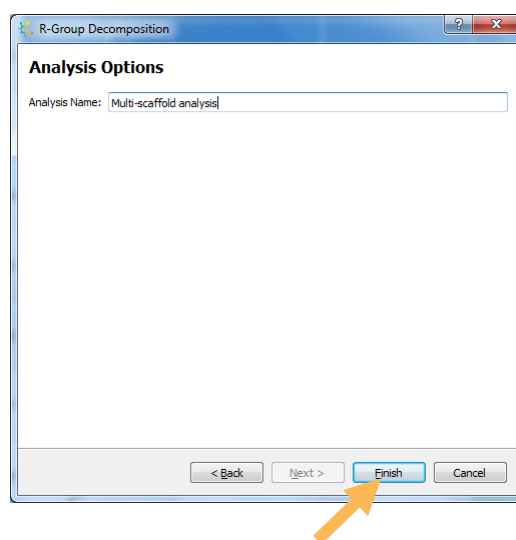 R-Group Decomposition
?
X
Analysis Options
Analysis Name: Multi-scaffold analysis
< Back Next > Finish Cancel